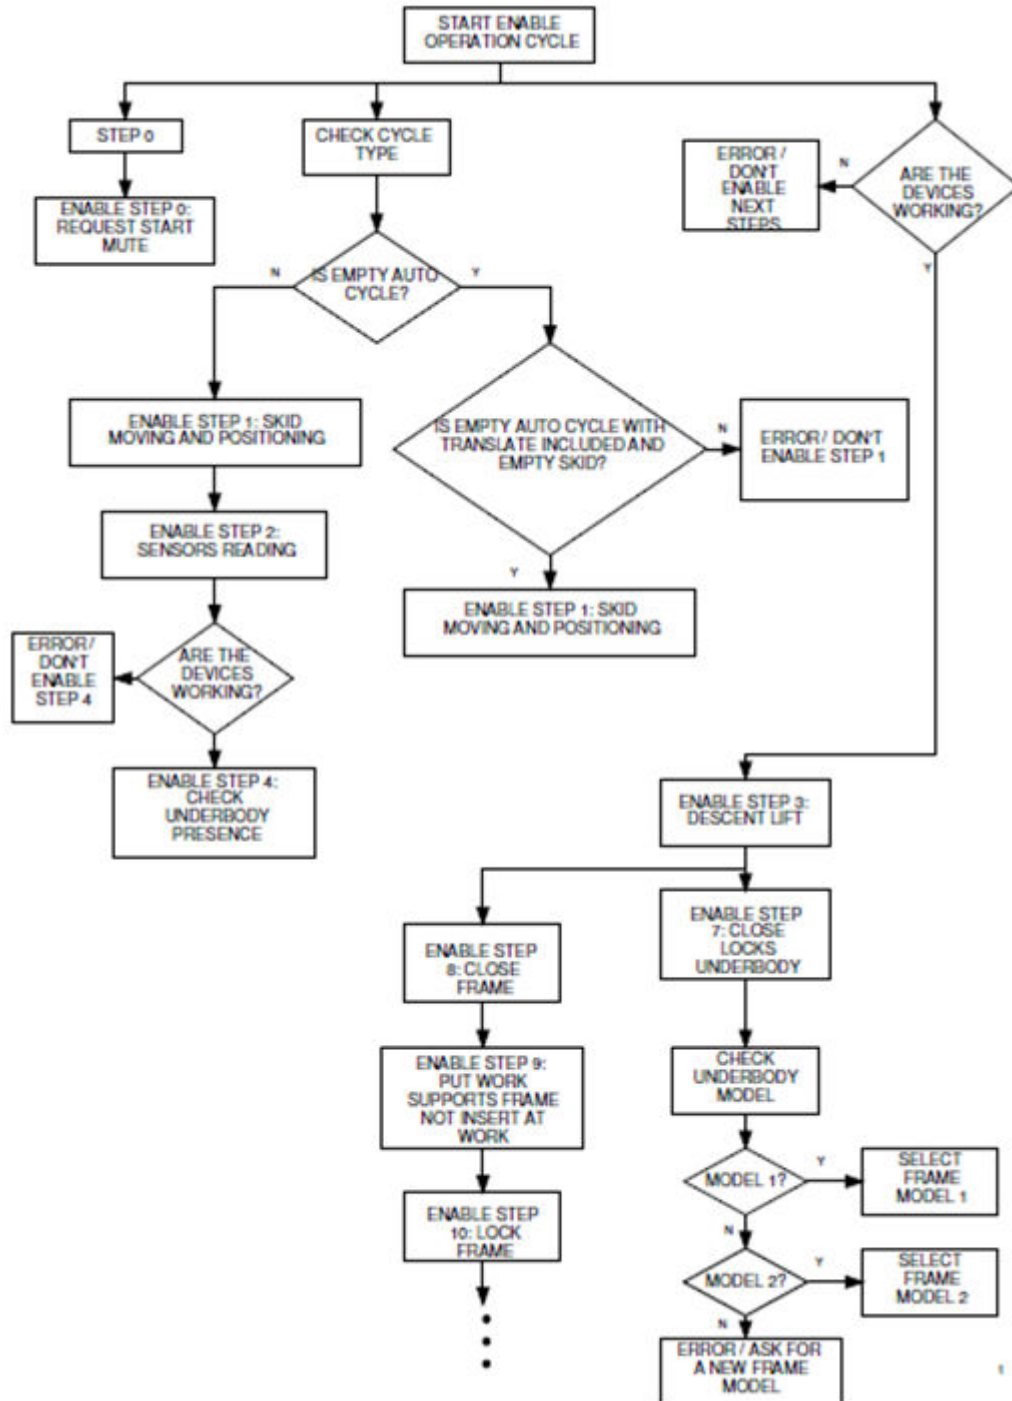 START ENABLE
OPERATION CYCLE
STEP 0
ENABLE STEP 0:
REQUEST START
MUTE
CHECK CYCLE
TYPE
ERROR /
DON'T
ENABLE
NEXT
STEPS
N
ARE THE
DEVICES
WORKING?
Y
N
IS EMPTY AUTO
CYCLE?
Y
ENABLE STEP 1: SKID
MOVING AND POSITIONING
IS EMPTY AUTO CYCLE WITH
TRANSLATE INCLUDED AND
EMPTY SKID?
N
ERROR / DON'T
ENABLE STEP 1
Y
ENABLE STEP 1: SKID
MOVING AND POSITIONING
ENABLE STEP 2:
SENSORS READING
ERROR /
DON'T
ENABLE
STEP 4
ARE THE
DEVICES
WORKING?
ENABLE STEP 4:
CHECK
UNDERBODY
PRESENCE
ENABLE STEP 3:
DESCENT LIFT
ENABLE STEP
8: CLOSE
FRAME
ENABLE STEP 9:
PUT WORK
SUPPORTS FRAME
NOT INSERT AT
WORK
ENABLE STEP
10: LOCK
FRAME
ENABLE STEP
7: CLOSE
LOCKS
UNDERBODY
CHECK
UNDERBODY
MODEL
MODEL 1?
Y
SELECT
FRAME
MODEL 1
N
MODEL 2?
Y
SELECT
FRAME
MODEL 2
N
ERROR / ASK FOR
A NEW FRAME
MODEL
1